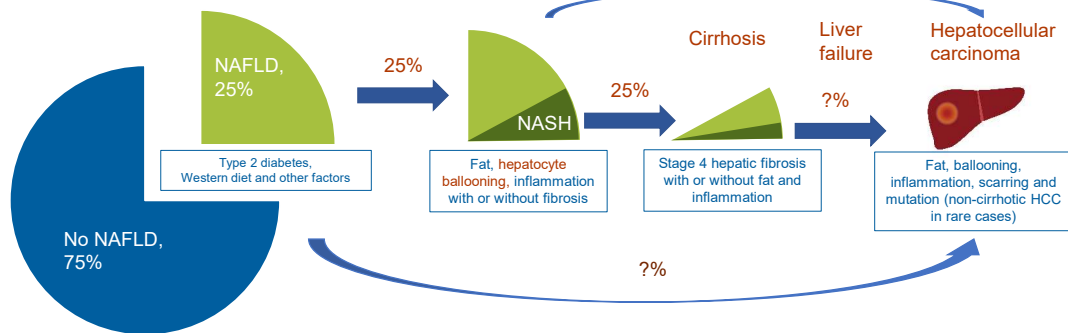 NAFLD,
25%
No NAFLD,
75%
Type 2 diabetes,
Western diet and other factors
25%
NASH
Fat, hepatocyte
ballooning, inflammation
with or without fibrosis
25%
Cirrhosis
Stage 4 hepatic fibrosis
with or without fat and
inflammation
Liver
failure
?%
Hepatocellular
carcinoma
Fat, ballooning,
inflammation, scarring and
mutation (non-cirrhotic HCC
in rare cases)
?%